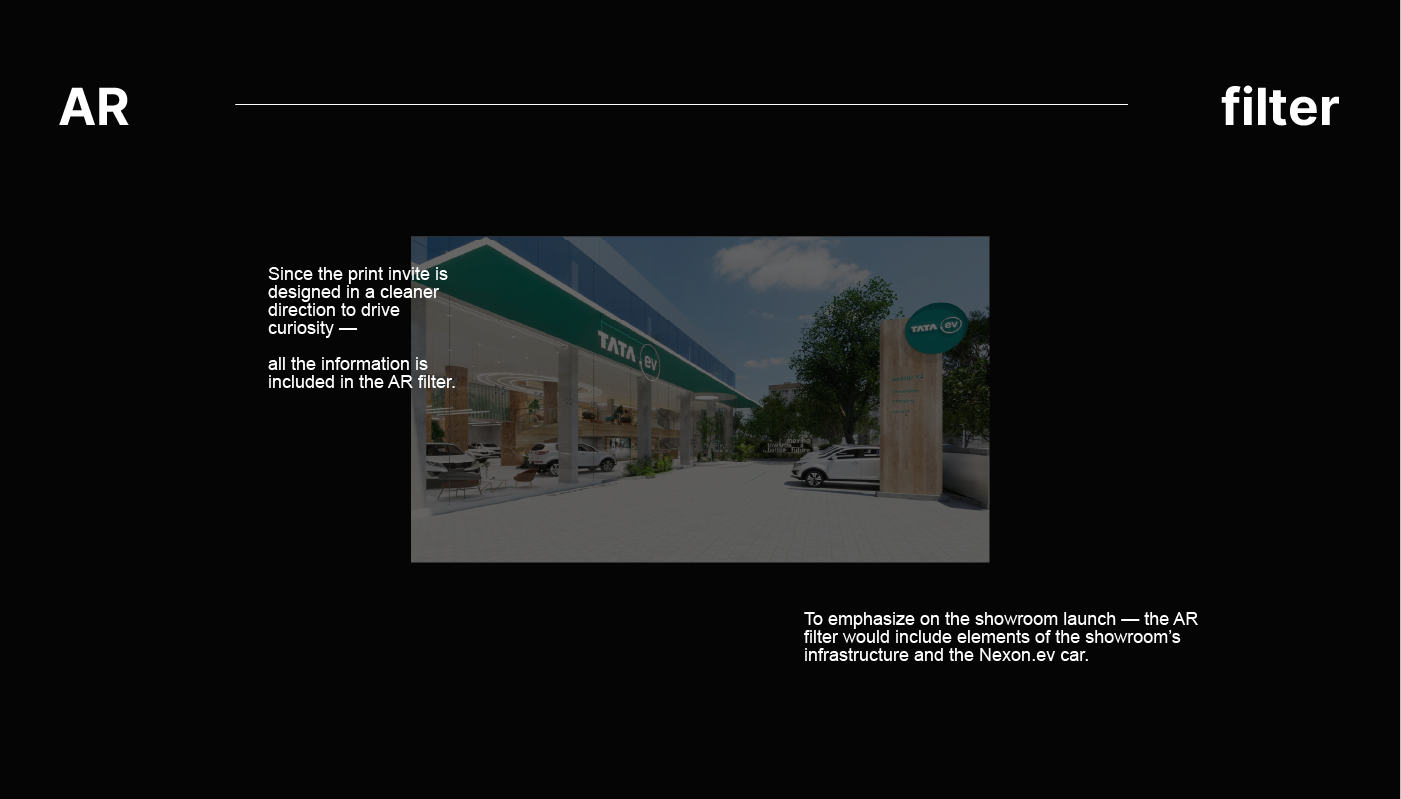 AR
filter
Since the print invite is
designed in a cleaner
direction to drive
curiosity —
all the information is
included in the AR filter.
TATA .ev
TATA .ev
To emphasize on the showroom launch — the AR
filter would include elements of the showroom's
infrastructure and the Nexon.ev car.